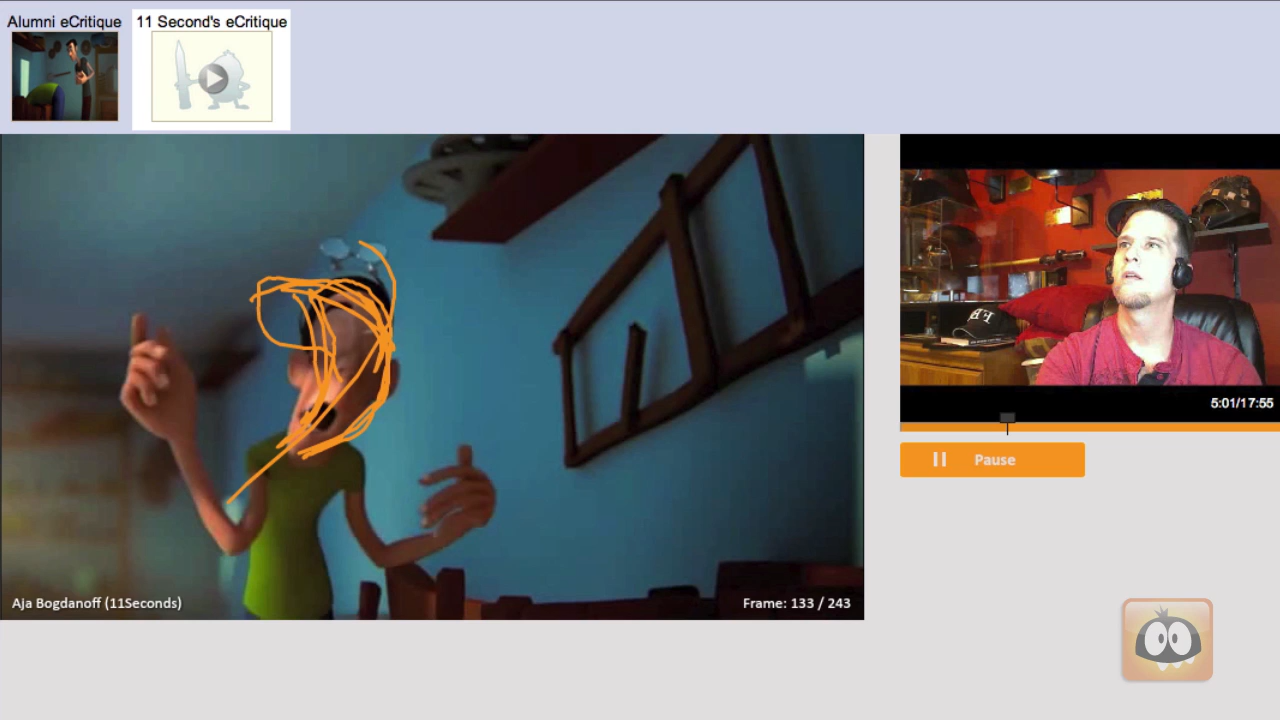 Alumni eCritique
11 Second's eCritique
5:01/17:55
Pause
Aja Bogdanoff (11Seconds)
Frame: 133 / 243